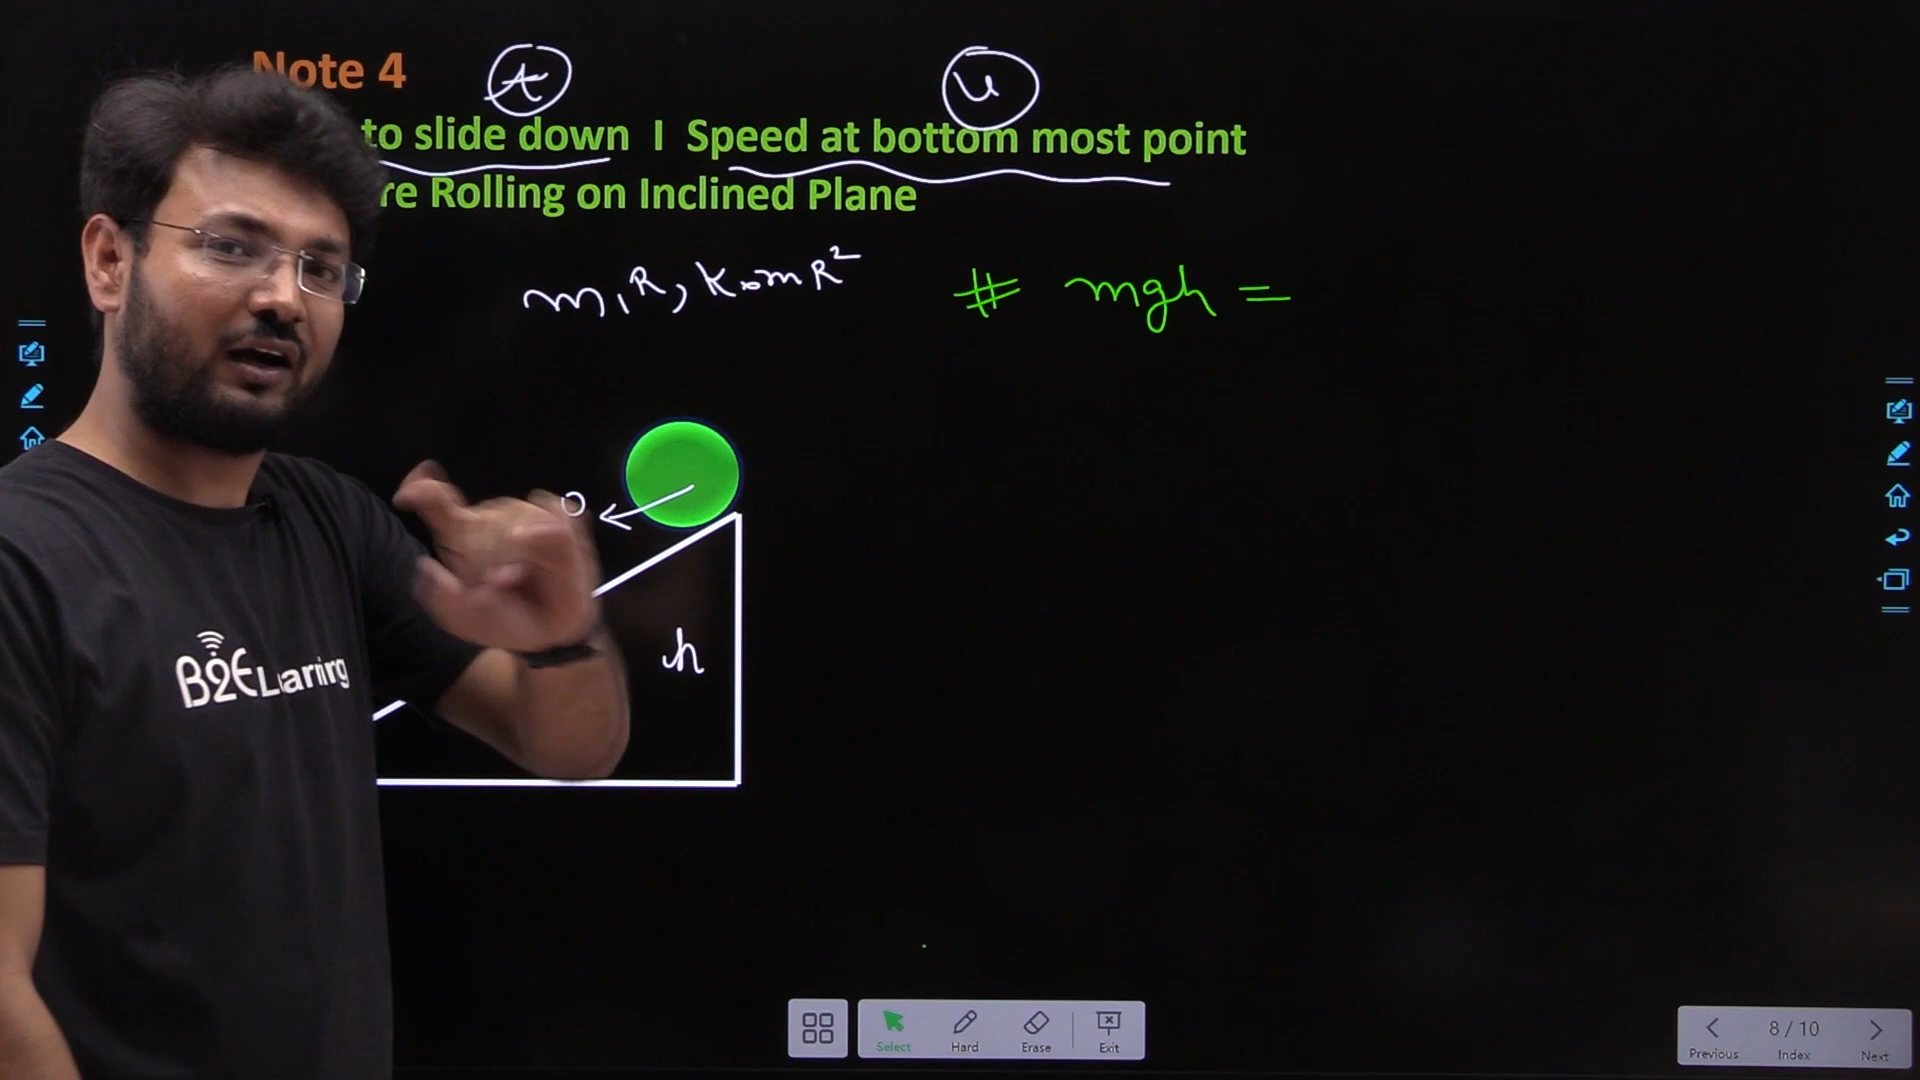 Note 4
t
u
to slide down I Speed at bottom most point
re Rolling on Inclined Plane
m, R, K.mR²
# mgh =
0
h
B2E Learning
Select
Hard
Erase
Exit
8 / 10
Previous
Index
Next